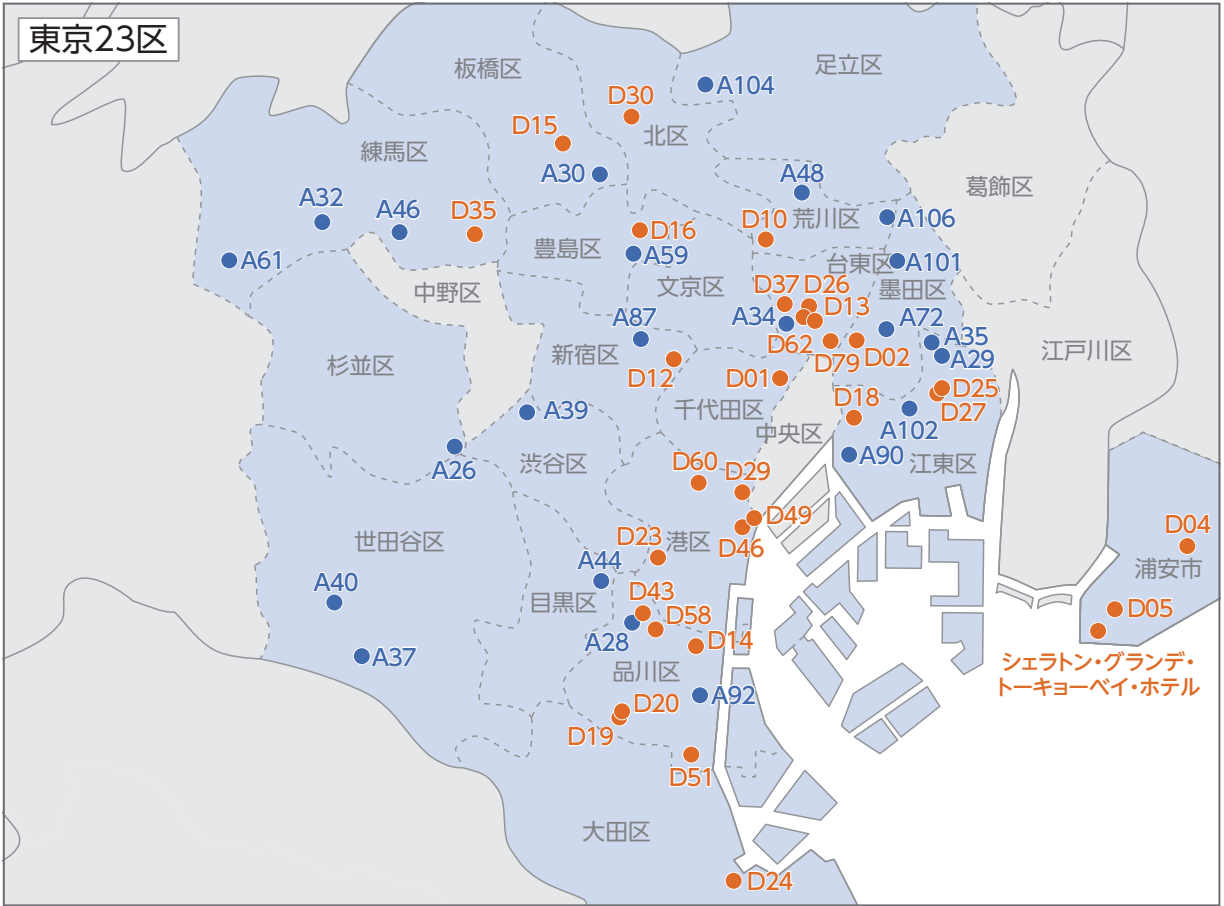 東京23区
板橋区
足立区
A104
D30
D15
北区
練馬区
A30
A48
葛飾区
A32
A46
D35
D16
D10
荒川区
A106
豊島区
A59
A61
台東区
A101
中野区
文京区
D37
D26
墨田区
A87
A34
D13
A72
A35
新宿区
D62
D79
D02
A29
江戸川区
杉並区
D12
D01
D25
A39
千代田区
D18
D27
中央区
A102
A26
渋谷区
D60
D29
A90
江東区
D49
D04
世田谷区
D23
港区
D46
A44
浦安市
A40
目黒区
D43
D58
D05
A28
D14
A37
品川区
シェラトン・グランデ・
トーキョーベイ・ホテル
A92
D20
D19
D51
大田区
D24